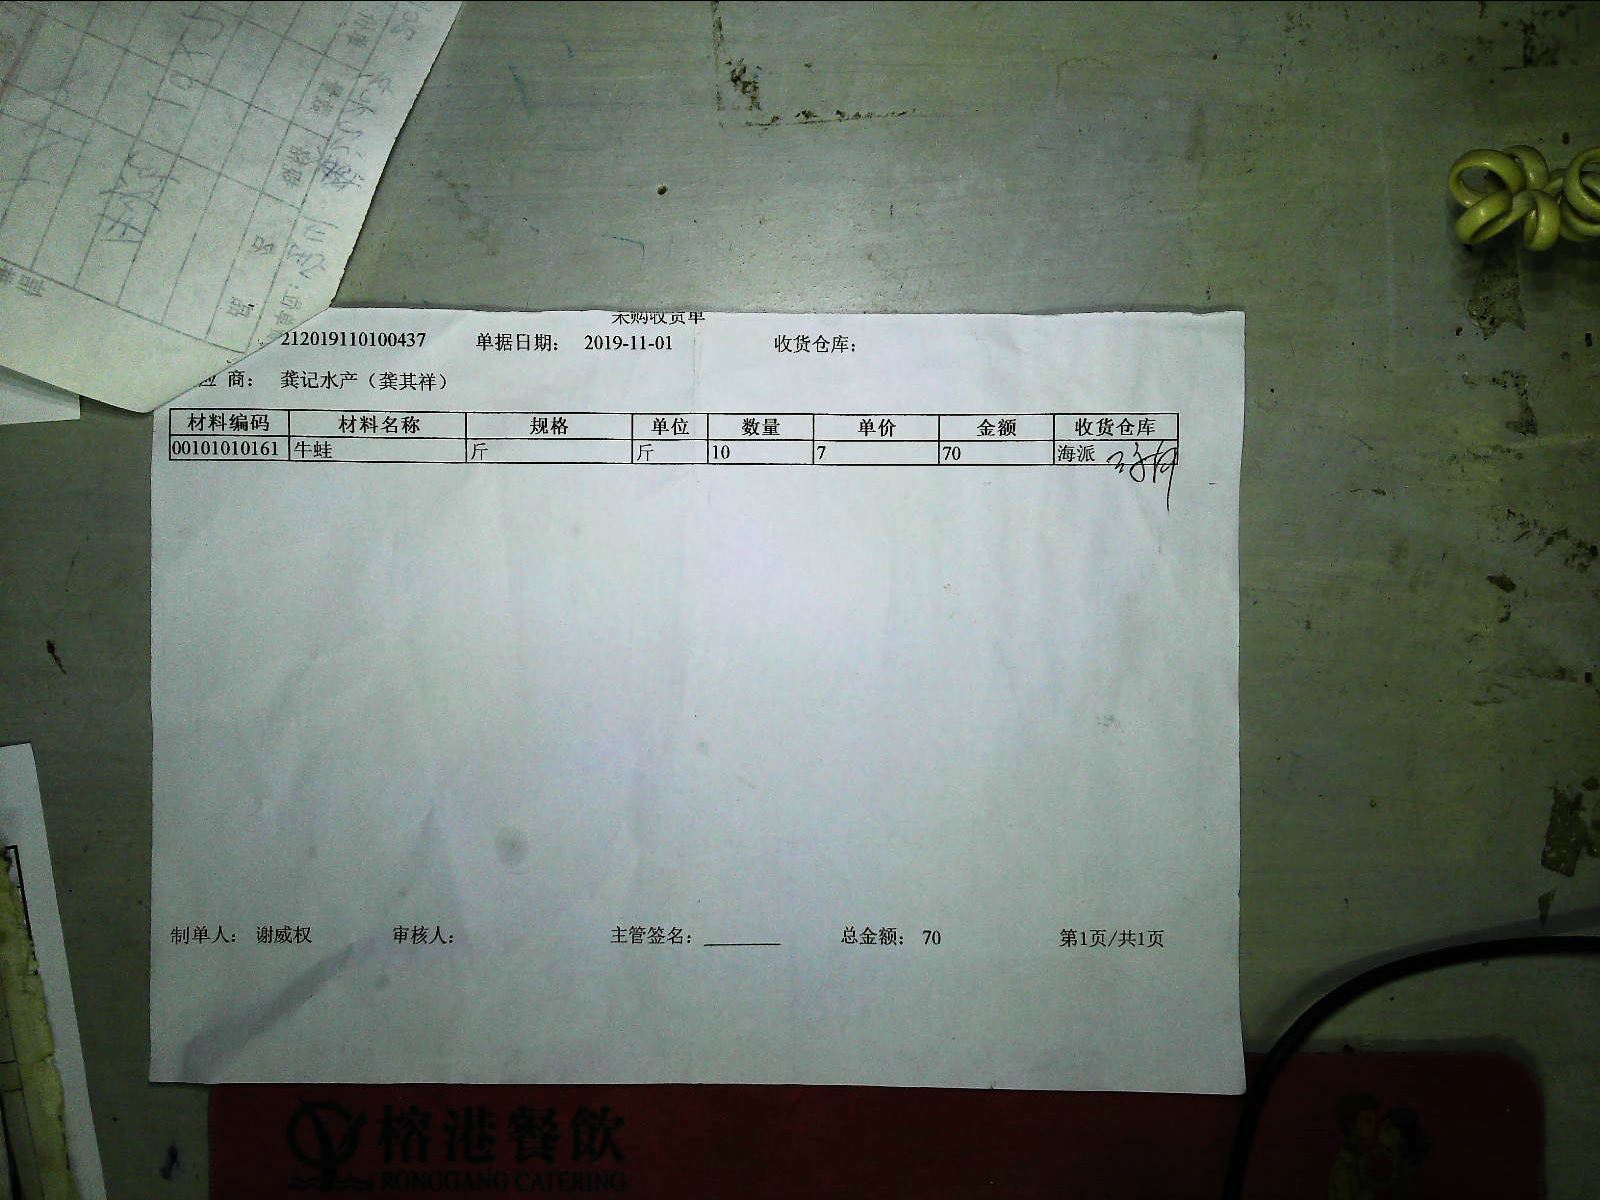 采购收货单
212019110100437 单据日期： 2019-11-01 收货仓库：
应 商： 龚记水产（龚其祥）
材料编码 材料名称 规格 单位 数量 单价 金额 收货仓库
00101010161 牛蛙 斤 斤 10 7 70 海派
制单人： 谢威权 审核人： 主管签名： 总金额： 70 第1页/共1页
榕港餐飲
RONGGANG CATERING